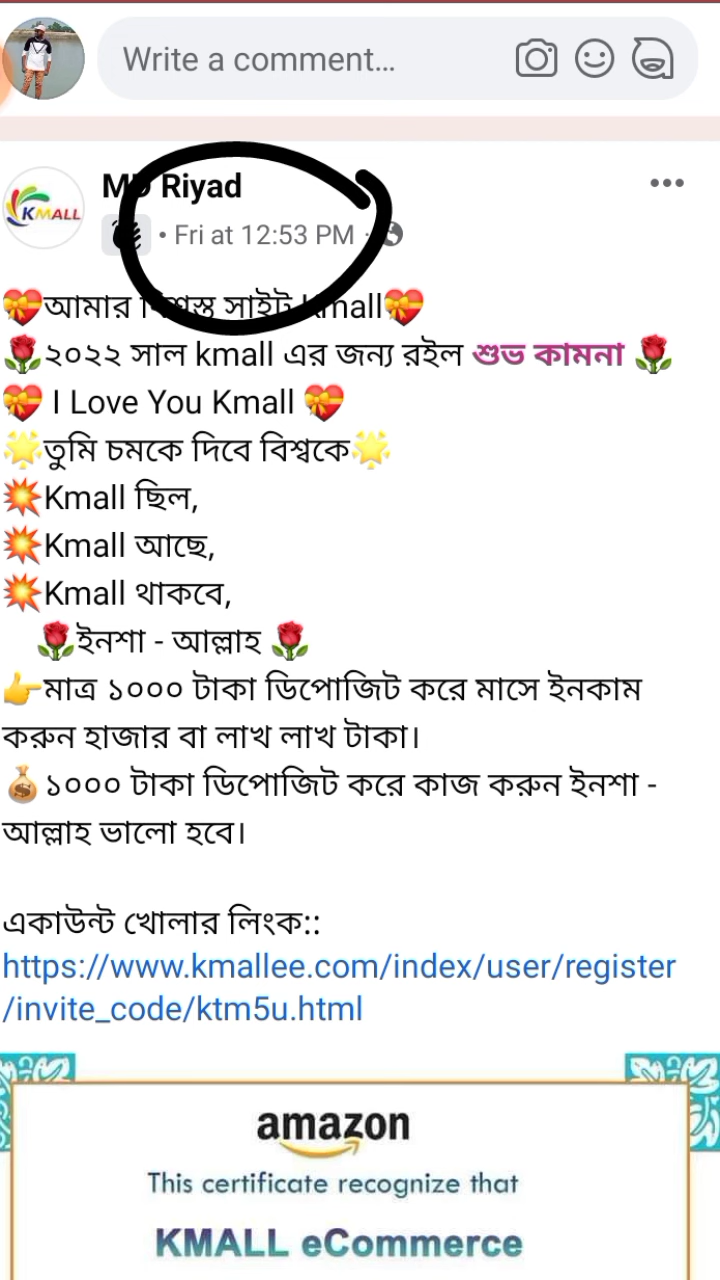 Write a comment...
KMALL
MD Riyad
• Fri at 12:53 PM ·
💝আমার বিশ্বস্ত সাইট Kmall💝
🌹২০২২ সাল kmall এর জন্য রইল শুভ কামনা 🌹
💝 I Love You Kmall 💝
🌟তুমি চমকে দিবে বিশ্বকে🌟
💥Kmall ছিল,
💥Kmall আছে,
💥Kmall থাকবে,
🌹ইনশা - আল্লাহ 🌹
👉মাত্র ১০০০ টাকা ডিপোজিট করে মাসে ইনকাম
করুন হাজার বা লাখ লাখ টাকা।
💰১০০০ টাকা ডিপোজিট করে কাজ করুন ইনশা -
আল্লাহ ভালো হবে।
একাউন্ট খোলার লিংক::
https://www.kmallee.com/index/user/register
/invite_code/ktm5u.html
amazon
This certificate recognize that
KMALL eCommerce